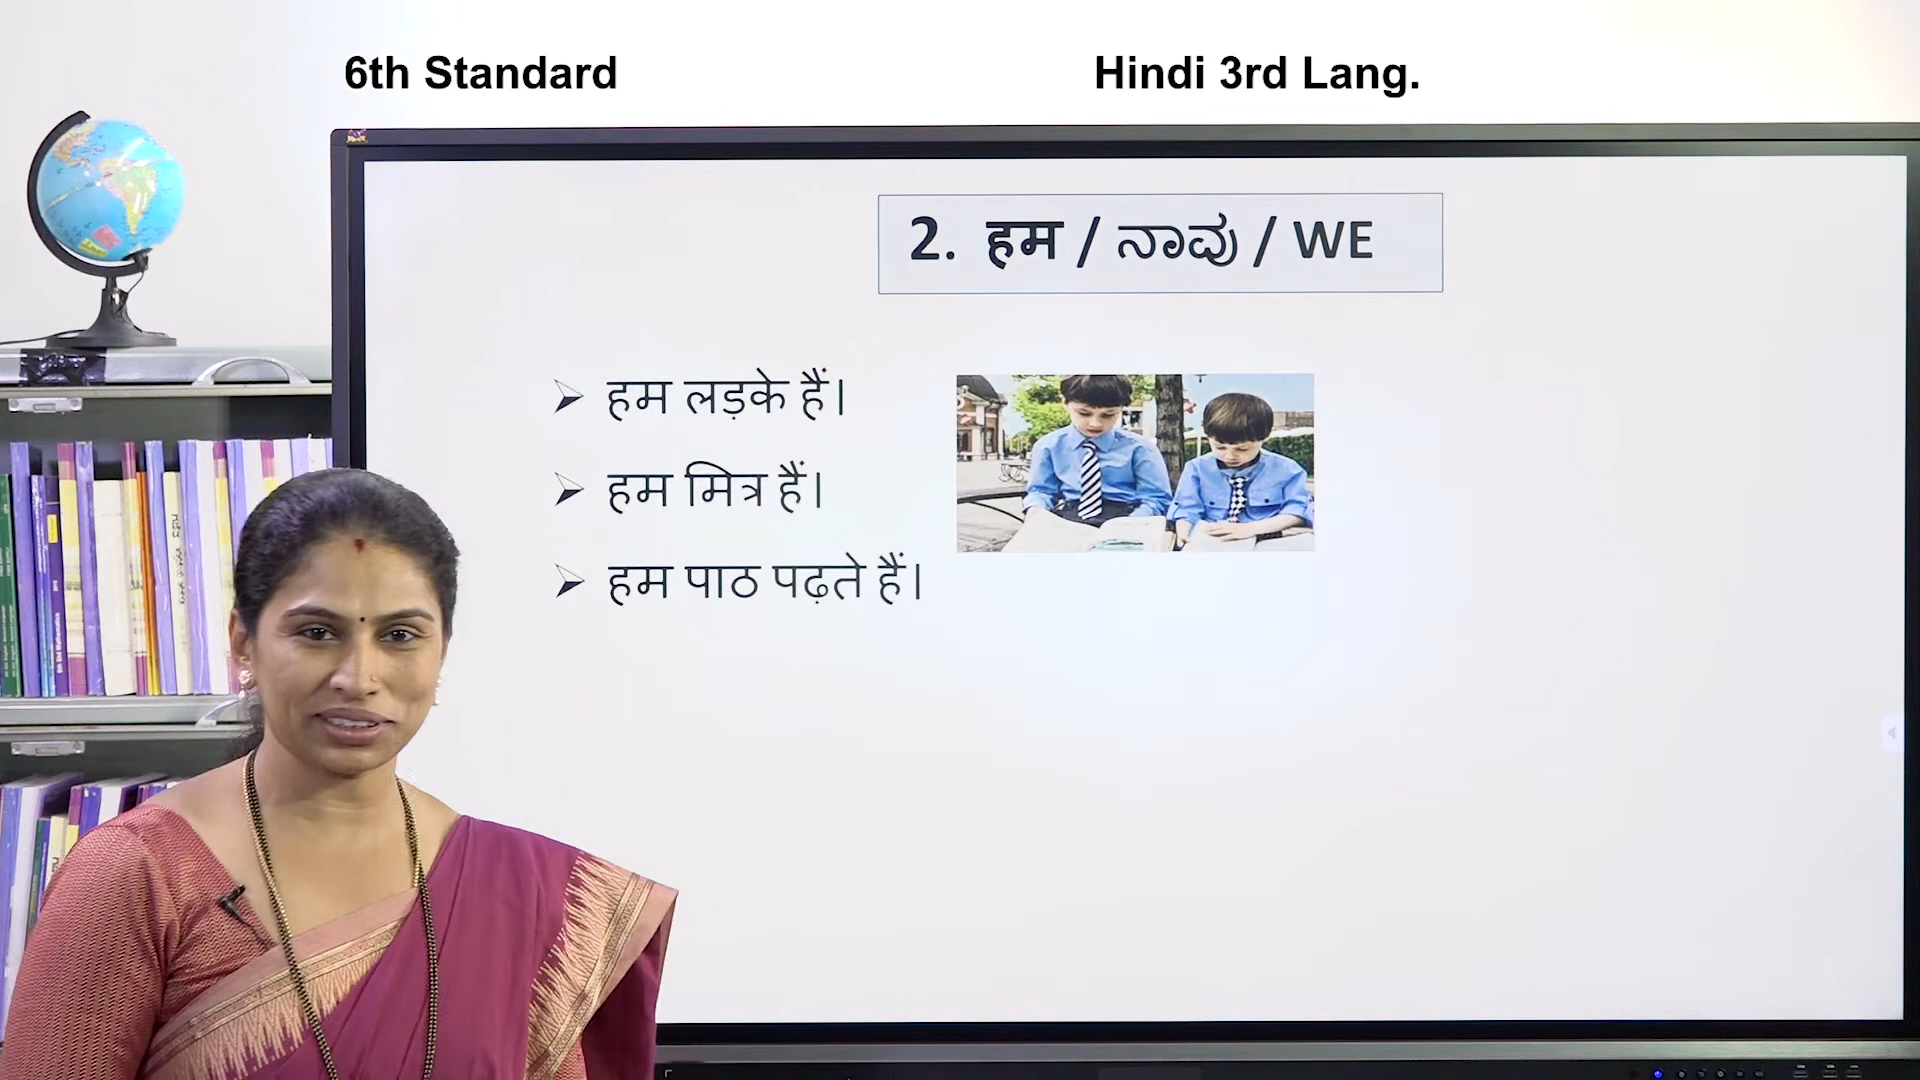 6th Standard
Hindi 3rd Lang.
2. हम / ನಾವು / WE
हम लड़के हैं।
हम मित्र हैं।
हम पाठ पढ़ते हैं।